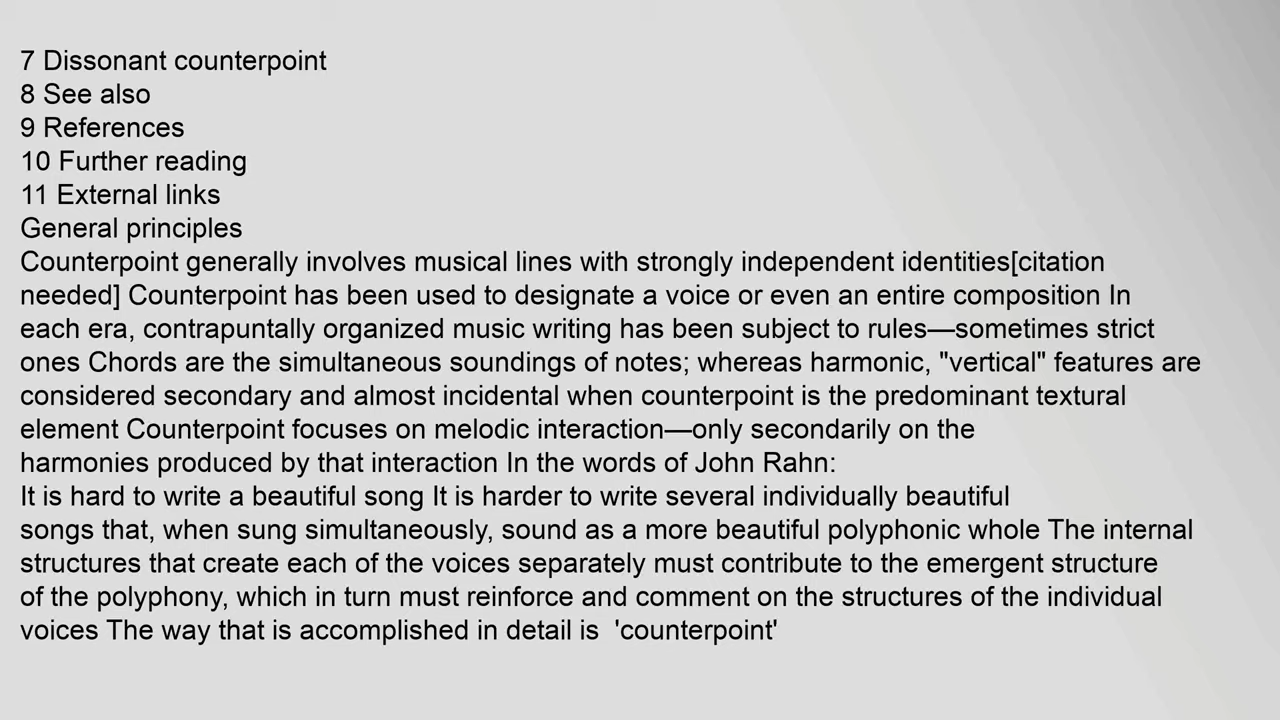 7 Dissonant counterpoint
8 See also
9 References
10 Further reading
11 External links
General principles
Counterpoint generally involves musical lines with strongly independent identities[citation
needed] Counterpoint has been used to designate a voice or even an entire composition In
each era, contrapuntally organized music writing has been subject to rules—sometimes strict
ones Chords are the simultaneous soundings of notes; whereas harmonic, "vertical" features are
considered secondary and almost incidental when counterpoint is the predominant textural
element Counterpoint focuses on melodic interaction—only secondarily on the
harmonies produced by that interaction In the words of John Rahn:
It is hard to write a beautiful song It is harder to write several individually beautiful
songs that, when sung simultaneously, sound as a more beautiful polyphonic whole The internal
structures that create each of the voices separately must contribute to the emergent structure
of the polyphony, which in turn must reinforce and comment on the structures of the individual
voices The way that is accomplished in detail is  'counterpoint'